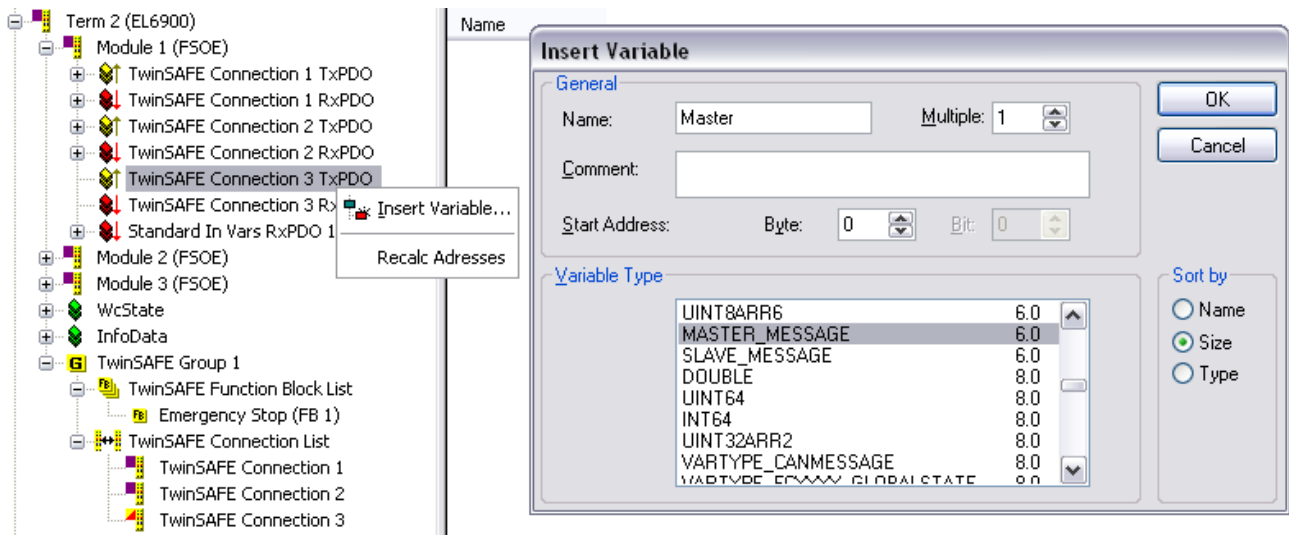 Term 2 (EL6900)
Module 1 (FSOE)
TwinSAFE Connection 1 TxPDO
TwinSAFE Connection 1 RxPDO
TwinSAFE Connection 2 TxPDO
TwinSAFE Connection 2 RxPDO
TwinSAFE Connection 3 TxPDO
TwinSAFE Connection 3 Rx
Standard In Vars RxPDO 1
Module 2 (FSOE)
Module 3 (FSOE)
WcState
InfoData
G TwinSAFE Group 1
FB TwinSAFE Function Block List
FB Emergency Stop (FB 1)
TwinSAFE Connection List
TwinSAFE Connection 1
TwinSAFE Connection 2
TwinSAFE Connection 3
Insert Variable...
Recalc Adresses
Name
Insert Variable
General
Name: Master Multiple: 1
Comment:
Start Address: Byte: 0 Bit: 0
OK
Cancel
Variable Type
UINT8ARR6 6.0
MASTER_MESSAGE 6.0
SLAVE_MESSAGE 6.0
DOUBLE 8.0
UINT64 8.0
INT64 8.0
UINT32ARR2 8.0
VARTYPE_CANMESSAGE 8.0
Sort by
Name
Size
Type